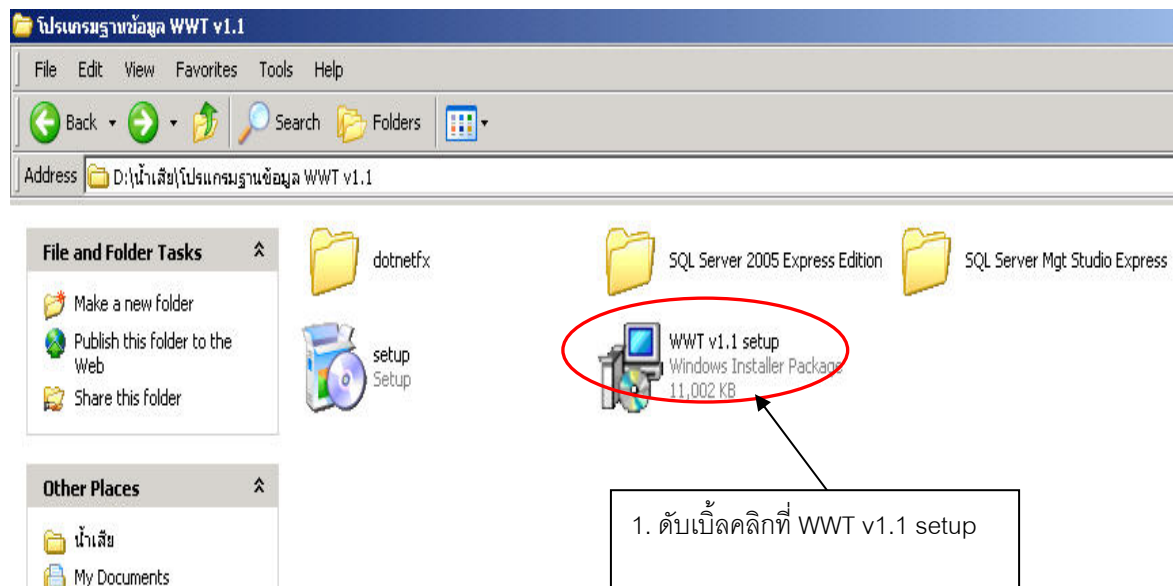 โปรแกรมฐานข้อมูล WWT v1.1
File Edit View Favorites Tools Help
Back Search Folders
Address D:\น้ำเสีย\โปรแกรมฐานข้อมูล WWT v1.1
File and Folder Tasks
Make a new folder
Publish this folder to the
Web
Share this folder
Other Places
น้ำเสีย
My Documents
dotnetfx
SQL Server 2005 Express Edition
SQL Server Mgt Studio Express
setup
Setup
WWT v1.1 setup
Windows Installer Package
11,002 KB
1. ดับเบิ้ลคลิกที่ WWT v1.1 setup